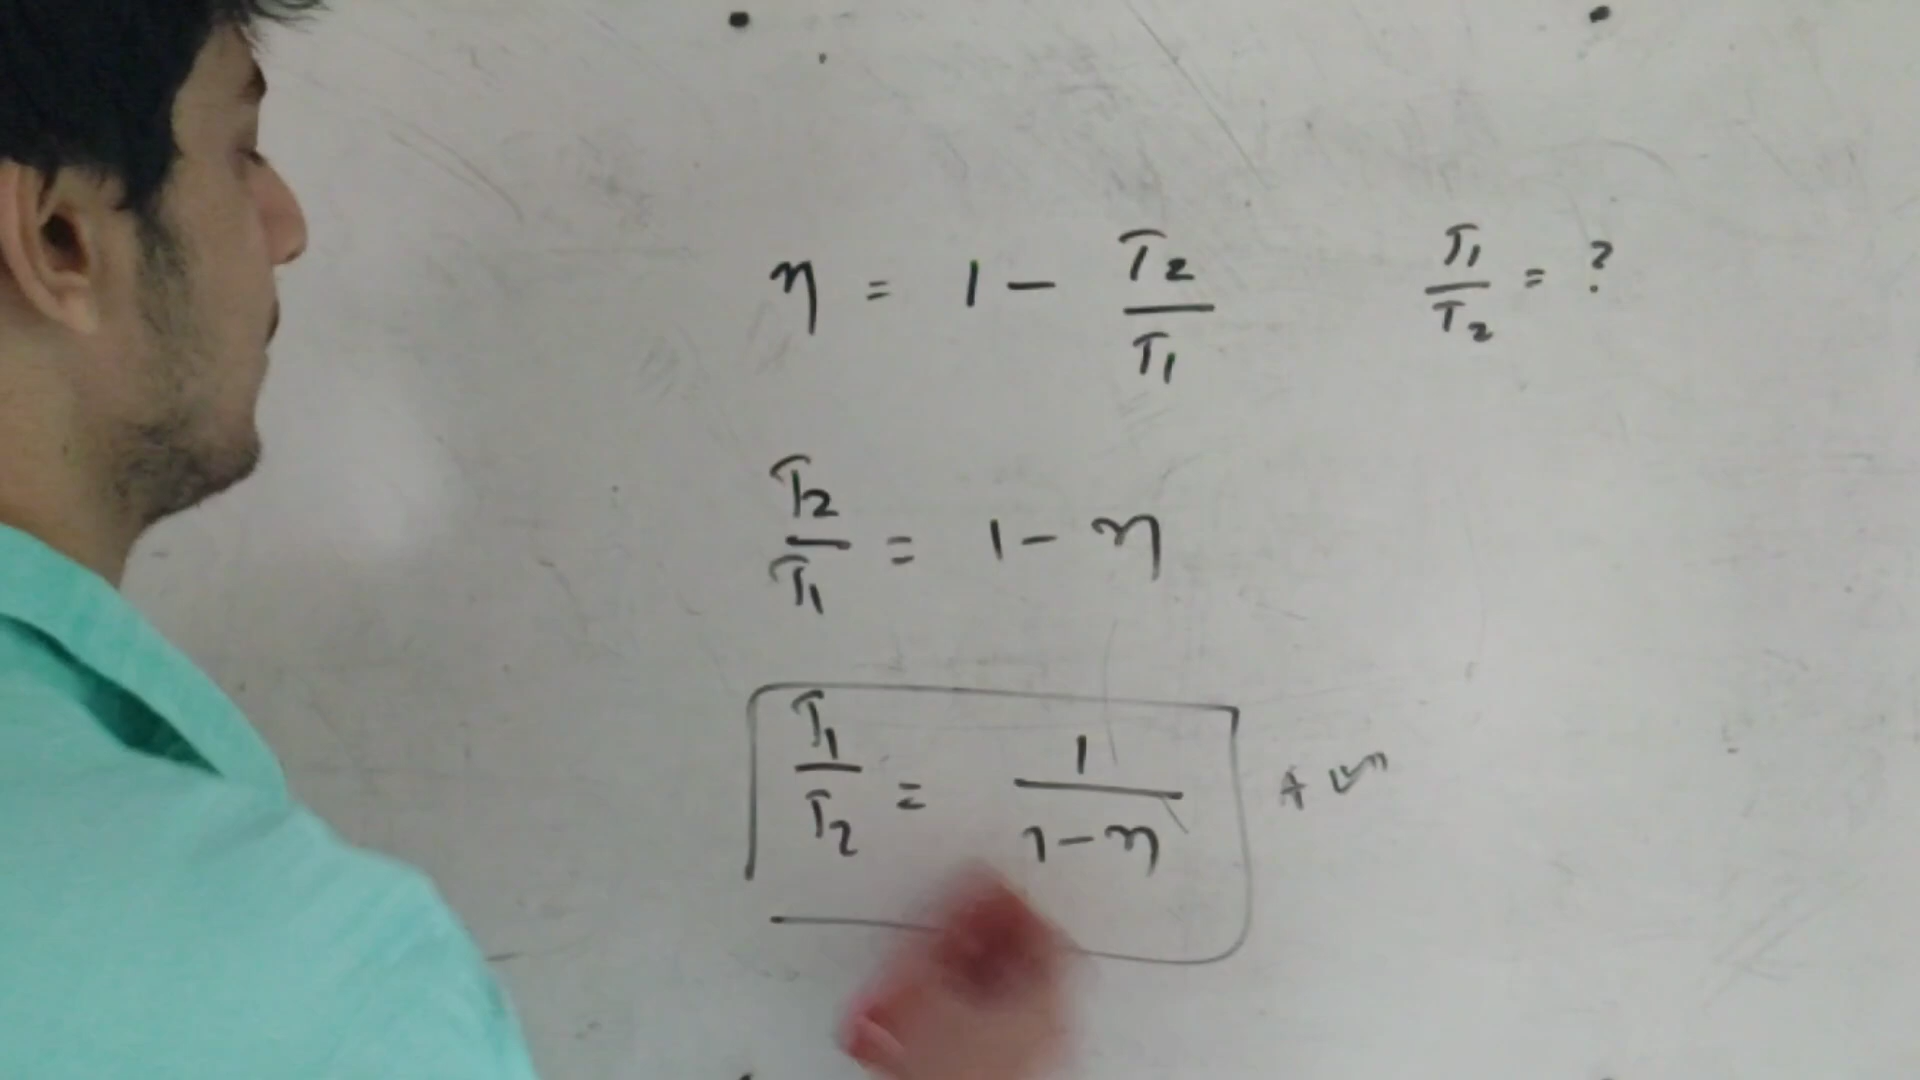 η = 1 - T2/T1
T1/T2 = ?
T2/T1 = 1 - η
T1/T2 = 1/(1-η)